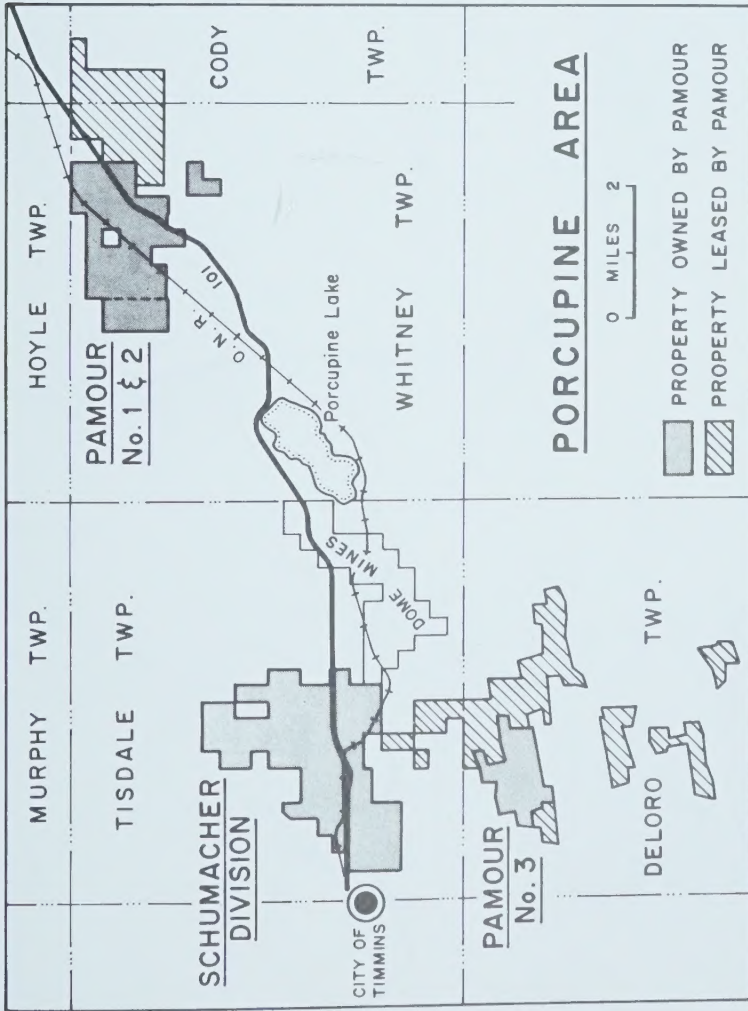 MURPHY TWP.
HOYLE TWP.
TISDALE TWP.
PAMOUR
No. 1 & 2
CODY
TWP.
SCHUMACHER
DIVISION
101
O.N.R.
Porcupine Lake
WHITNEY TWP.
DOME MINES
CITY OF
TIMMINS
PAMOUR
No. 3
DELORO TWP.
PORCUPINE AREA
0 MILES 2
PROPERTY OWNED BY PAMOUR
PROPERTY LEASED BY PAMOUR